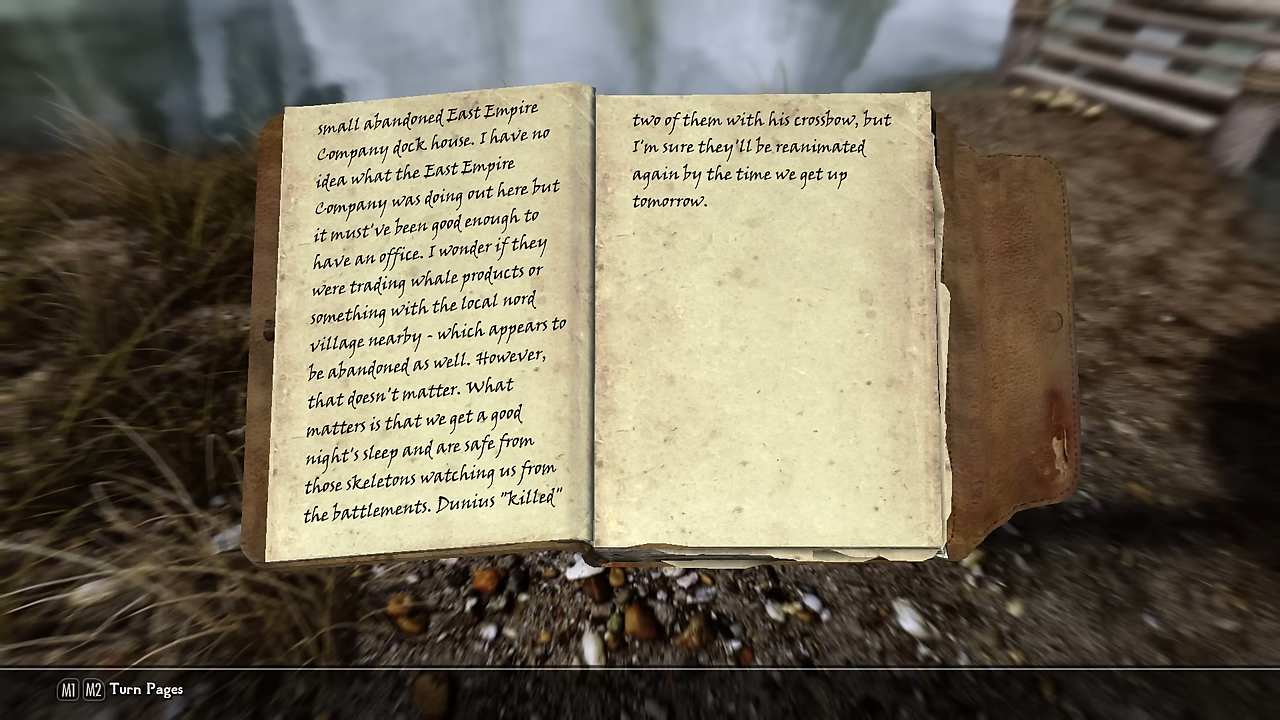 small abandoned East Empire
Company dock house. I have no
idea what the East Empire
Company was doing out here but
it must've been good enough to
have an office. I wonder if they
were trading whale products or
something with the local nord
village nearby - which appears to
be abandoned as well. However,
that doesn't matter. What
matters is that we get a good
night's sleep and are safe from
those skeletons watching us from
the battlements. Dunius "killed"
two of them with his crossbow, but
I'm sure they'll be reanimated
again by the time we get up
tomorrow.
M1 M2 Turn Pages